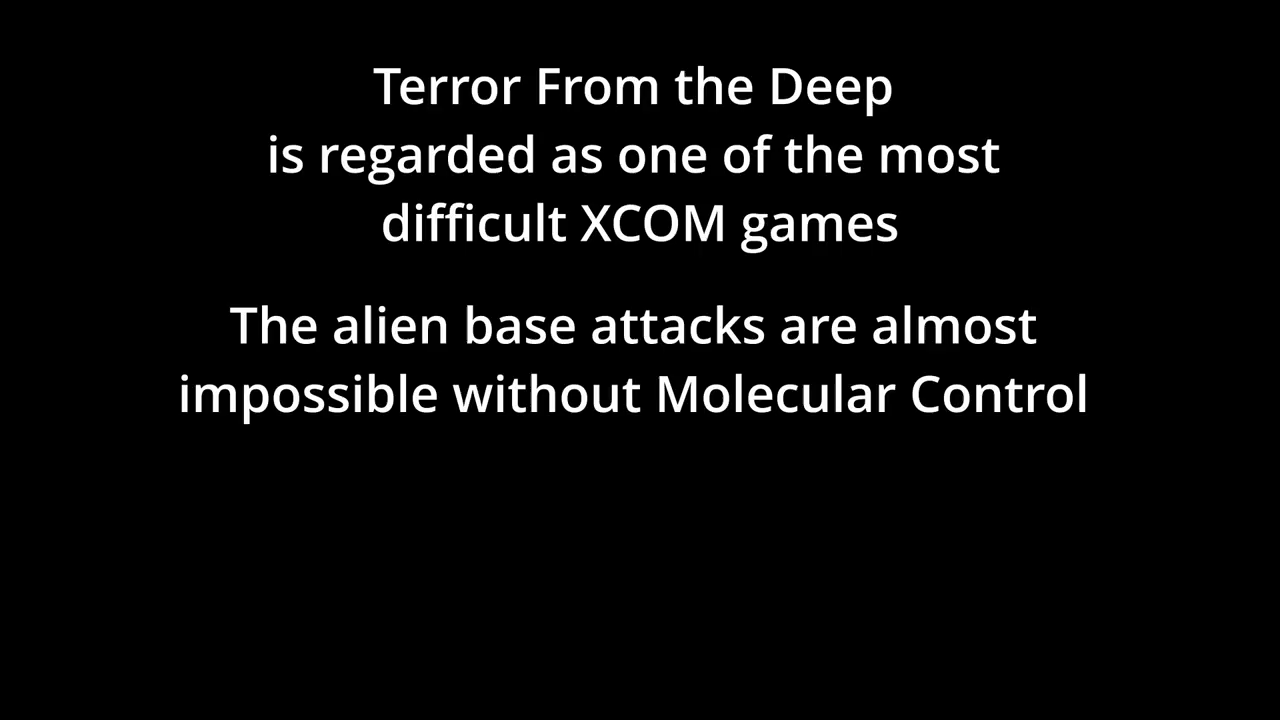 Terror From the Deep
is regarded as one of the most
difficult XCOM games
The alien base attacks are almost
impossible without Molecular Control